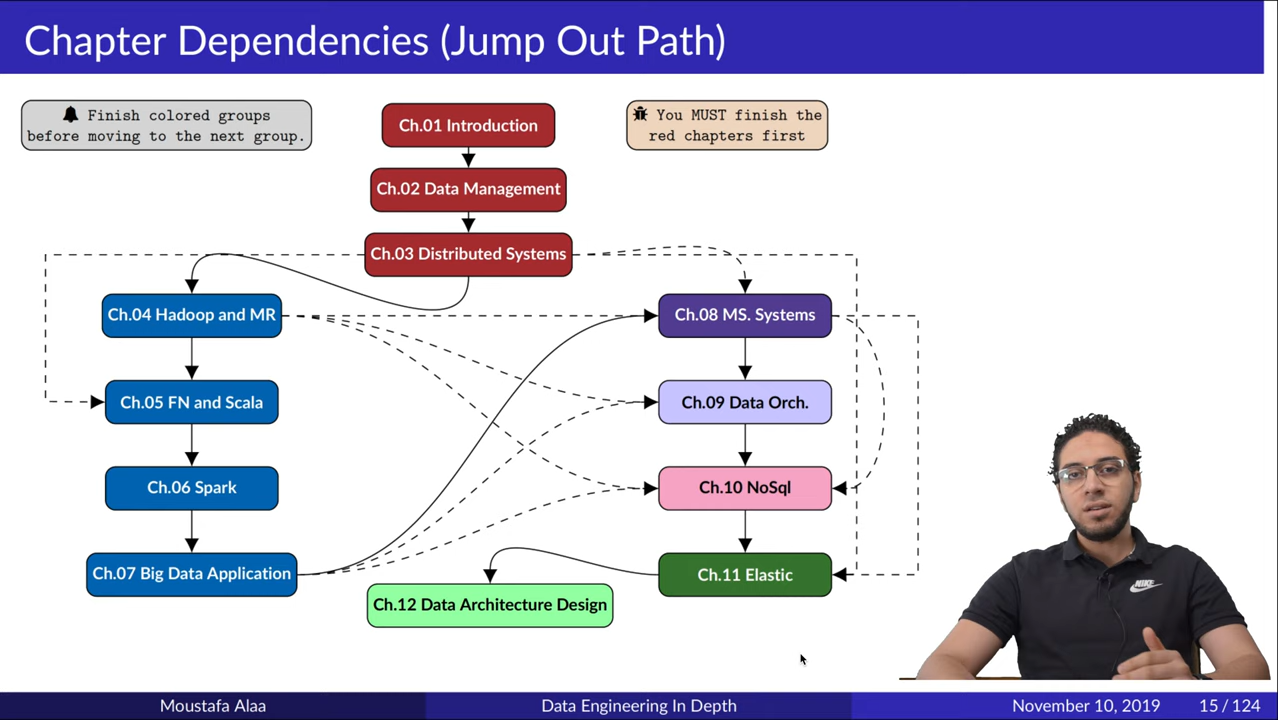 Chapter Dependencies (Jump Out Path)
Finish colored groups
before moving to the next group.
Ch.01 Introduction
You MUST finish the
red chapters first
Ch.02 Data Management
Ch.03 Distributed Systems
Ch.04 Hadoop and MR
Ch.08 MS. Systems
Ch.05 FN and Scala
Ch.09 Data Orch.
Ch.06 Spark
Ch.10 NoSql
Ch.07 Big Data Application
Ch.11 Elastic
Ch.12 Data Architecture Design
NIKE
Moustafa Alaa
Data Engineering In Depth
November 10, 2019
15 / 124